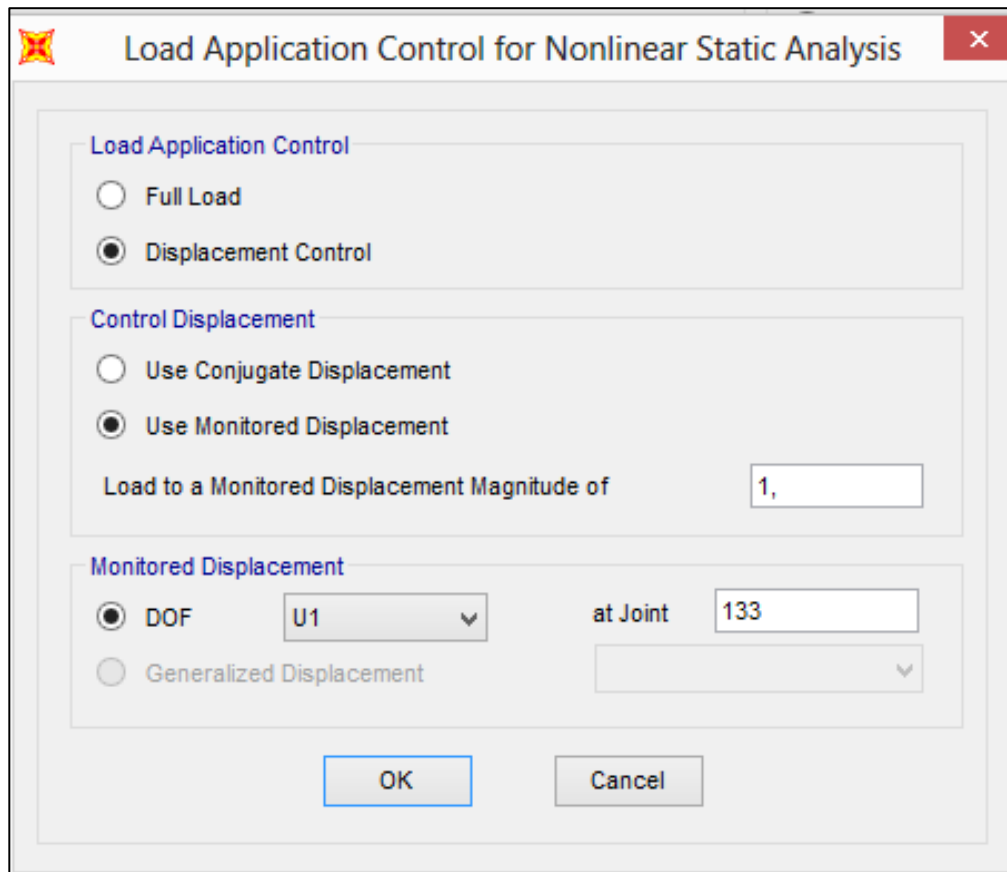 Load Application Control for Nonlinear Static Analysis
Load Application Control
Full Load
Displacement Control
Control Displacement
Use Conjugate Displacement
Use Monitored Displacement
Load to a Monitored Displacement Magnitude of 1,
Monitored Displacement
DOF U1 at Joint 133
Generalized Displacement
OK Cancel